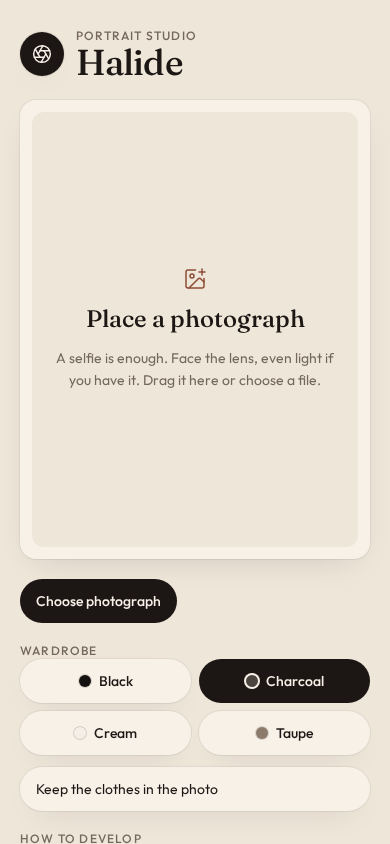 PORTRAIT STUDIO
Halide
Place a photograph
A selfie is enough. Face the lens, even light if
you have it. Drag it here or choose a file.
Choose photograph
WARDROBE
Black
Charcoal
Cream
Taupe
Keep the clothes in the photo
HOW TO DEVELOP